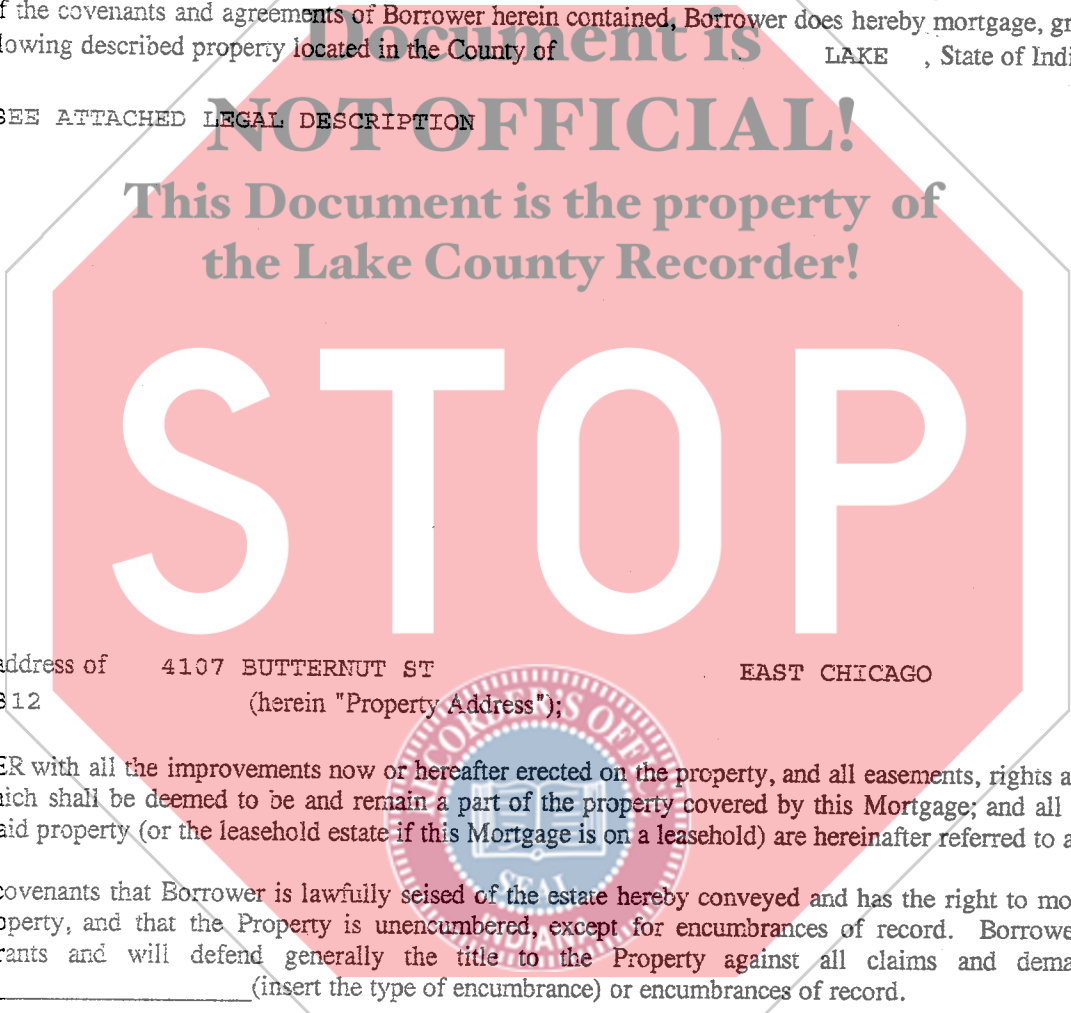 f the covenants and agreements of Borrower herein contained, Borrower does hereby mortgage, gr
lowing described property located in the County of LAKE , State of Indi
Document is
SEE ATTACHED LEGAL DESCRIPTION
NOT OFFICIAL!
This Document is the property of
the Lake County Recorder!
STOP
address of 4107 BUTTERNUT ST EAST CHICAGO
312 (herein "Property Address");
RECORDER'S OFFICE
ER with all the improvements now or hereafter erected on the property, and all easements, rights a
hich shall be deemed to be and remain a part of the property covered by this Mortgage; and all
aid property (or the leasehold estate if this Mortgage is on a leasehold) are hereinafter referred to a
SEAL
covenants that Borrower is lawfully seised of the estate hereby conveyed and has the right to mo
operty, and that the Property is unencumbered, except for encumbrances of record. Borrowe
INDIANA
rants and will defend generally the title to the Property against all claims and dema
(insert the type of encumbrance) or encumbrances of record.